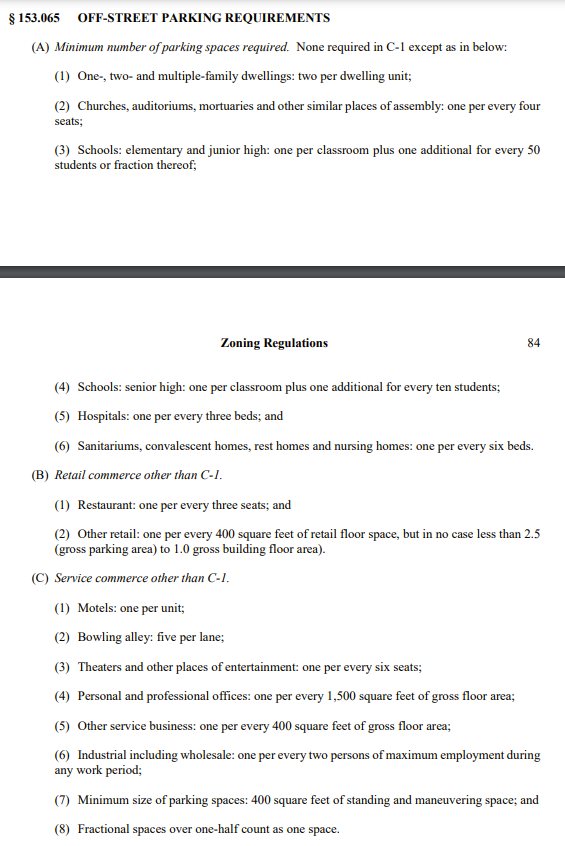 § 153.065 OFF-STREET PARKING REQUIREMENTS
(A) Minimum number of parking spaces required. None required in C-1 except as in below:
(1) One-, two- and multiple-family dwellings: two per dwelling unit;
(2) Churches, auditoriums, mortuaries and other similar places of assembly: one per every four
seats;
(3) Schools: elementary and junior high: one per classroom plus one additional for every 50
students or fraction thereof;
Zoning Regulations 84
(4) Schools: senior high: one per classroom plus one additional for every ten students;
(5) Hospitals: one per every three beds; and
(6) Sanitariums, convalescent homes, rest homes and nursing homes: one per every six beds.
(B) Retail commerce other than C-1.
(1) Restaurant: one per every three seats; and
(2) Other retail: one per every 400 square feet of retail floor space, but in no case less than 2.5
(gross parking area) to 1.0 gross building floor area).
(C) Service commerce other than C-1.
(1) Motels: one per unit;
(2) Bowling alley: five per lane;
(3) Theaters and other places of entertainment: one per every six seats;
(4) Personal and professional offices: one per every 1,500 square feet of gross floor area;
(5) Other service business: one per every 400 square feet of gross floor area;
(6) Industrial including wholesale: one per every two persons of maximum employment during
any work period;
(7) Minimum size of parking spaces: 400 square feet of standing and maneuvering space; and
(8) Fractional spaces over one-half count as one space.